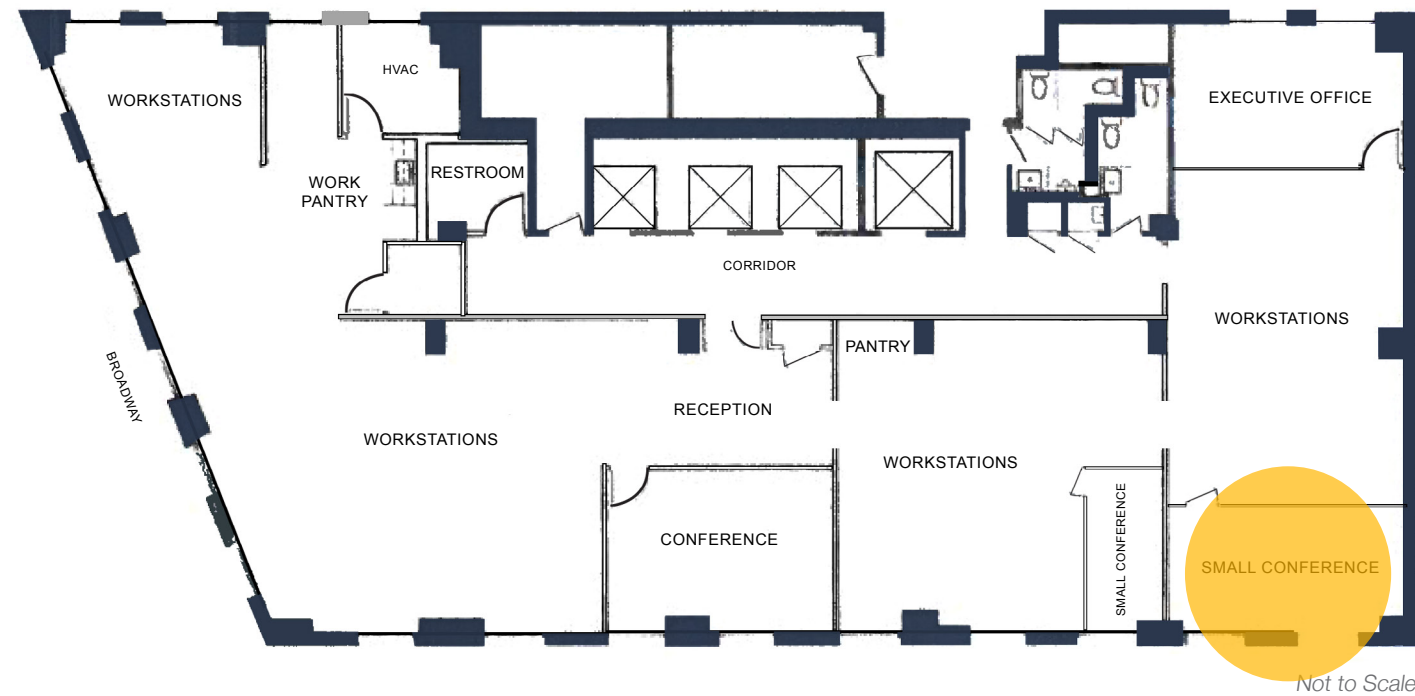 HVAC
WORKSTATIONS
EXECUTIVE OFFICE
RESTROOM
WORK
PANTRY
CORRIDOR
WORKSTATIONS
PANTRY
BROADWAY
RECEPTION
WORKSTATIONS
WORKSTATIONS
CONFERENCE
SMALL CONFERENCE
SMALL CONFERENCE
Not to Scale